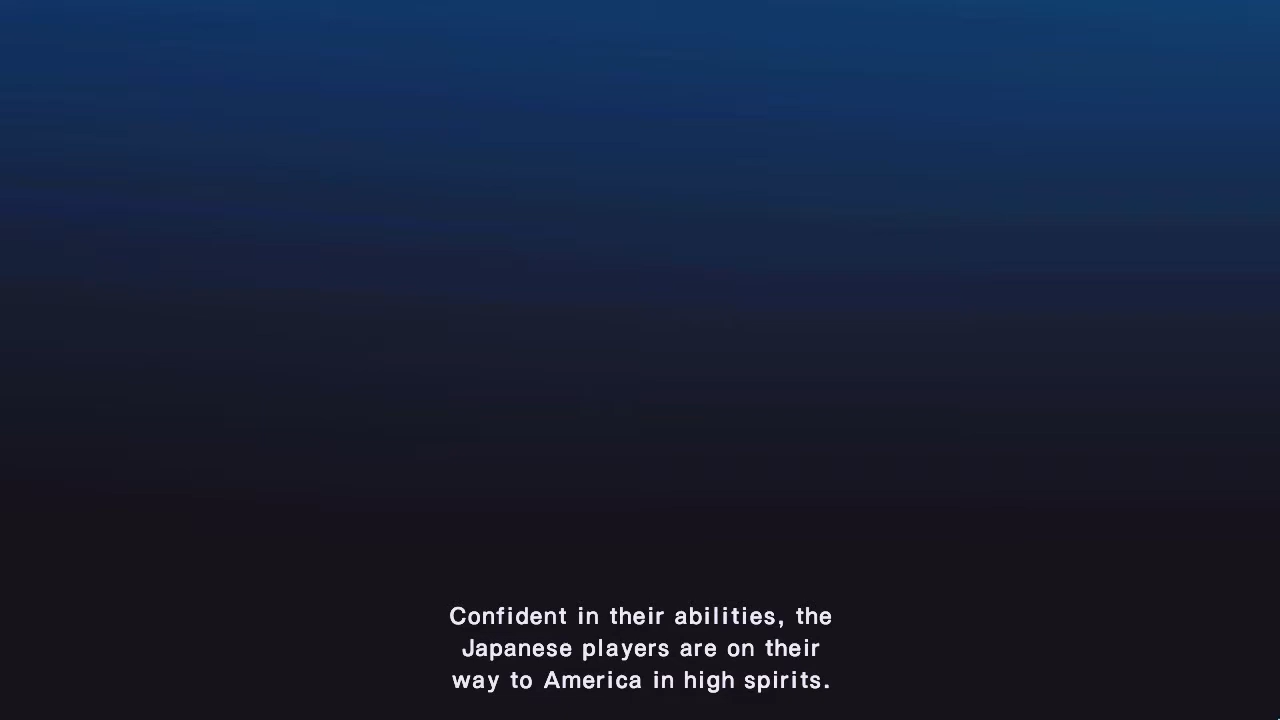 Confident in their abilities, the
Japanese players are on their
way to America in high spirits.